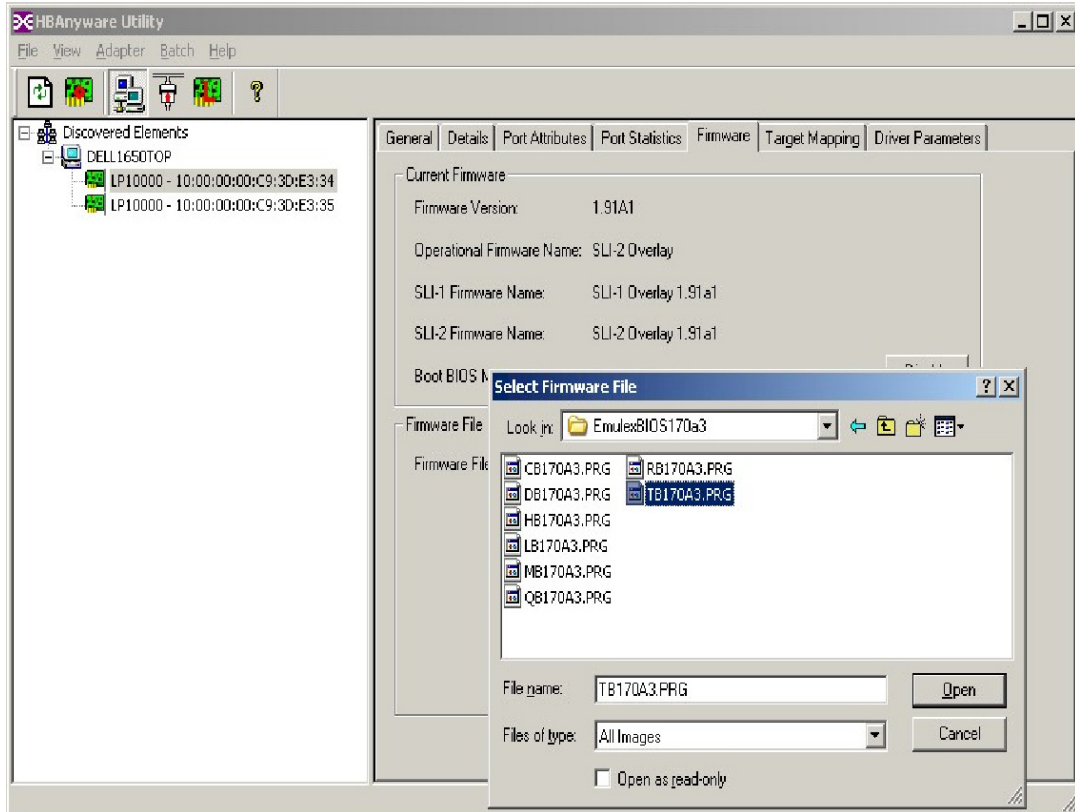 HBAnyware Utility
File View Adapter Batch Help
Discovered Elements
DELL1650TOP
LP10000 - 10:00:00:00:C9:3D:E3:34
LP10000 - 10:00:00:00:C9:3D:E3:35
General Details Port Attributes Port Statistics Firmware Target Mapping Driver Parameters
Current Firmware
Firmware Version: 1.91A1
Operational Firmware Name: SLI-2 Overlay
SLI-1 Firmware Name: SLI-1 Overlay 1.91a1
SLI-2 Firmware Name: SLI-2 Overlay 1.91a1
Boot BIOS
Firmware File
Firmware File
Select Firmware File
Look in: EmulexBIOS170a3
CB170A3.PRG RB170A3.PRG
DB170A3.PRG TB170A3.PRG
HB170A3.PRG
LB170A3.PRG
MB170A3.PRG
QB170A3.PRG
File name: TB170A3.PRG Open
Files of type: All Images Cancel
Open as read-only